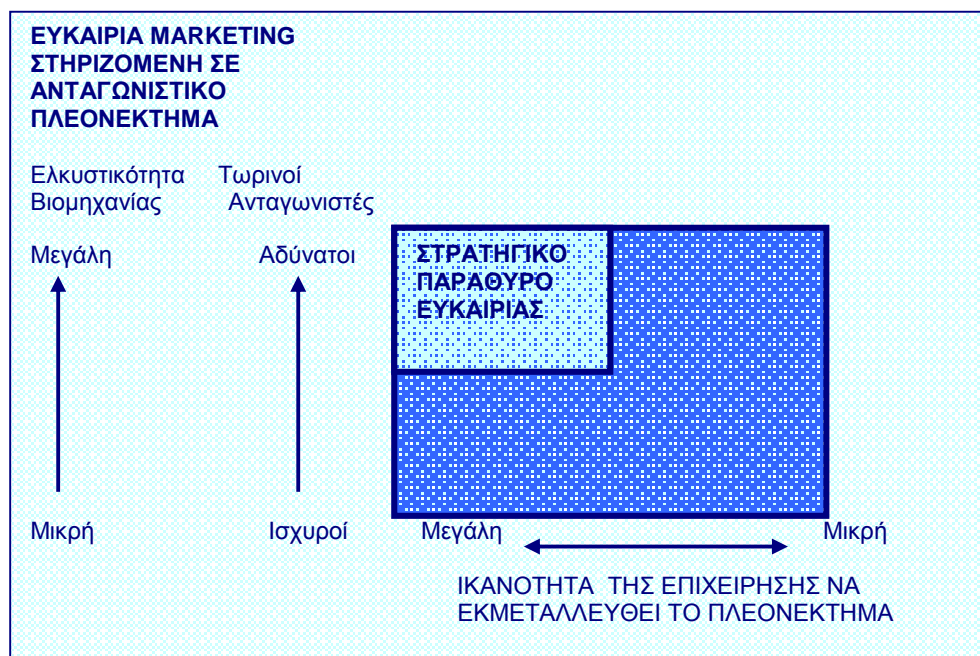 ΕΥΚΑΙΡΙΑ MARKETING
ΣΤΗΡΙΖΟΜΕΝΗ ΣΕ
ΑΝΤΑΓΩΝΙΣΤΙΚΟ
ΠΛΕΟΝΕΚΤΗΜΑ
Ελκυστικότητα Τωρινοί
Βιομηχανίας Ανταγωνιστές
Μεγάλη Αδύνατοι
ΣΤΡΑΤΗΓΙΚΟ
ΠΑΡΑΘΥΡΟ
ΕΥΚΑΙΡΙΑΣ
Μικρή Ισχυροί Μεγάλη Μικρή
ΙΚΑΝΟΤΗΤΑ ΤΗΣ ΕΠΙΧΕΙΡΗΣΗΣ ΝΑ
ΕΚΜΕΤΑΛΛΕΥΘΕΙ ΤΟ ΠΛΕΟΝΕΚΤΗΜΑ